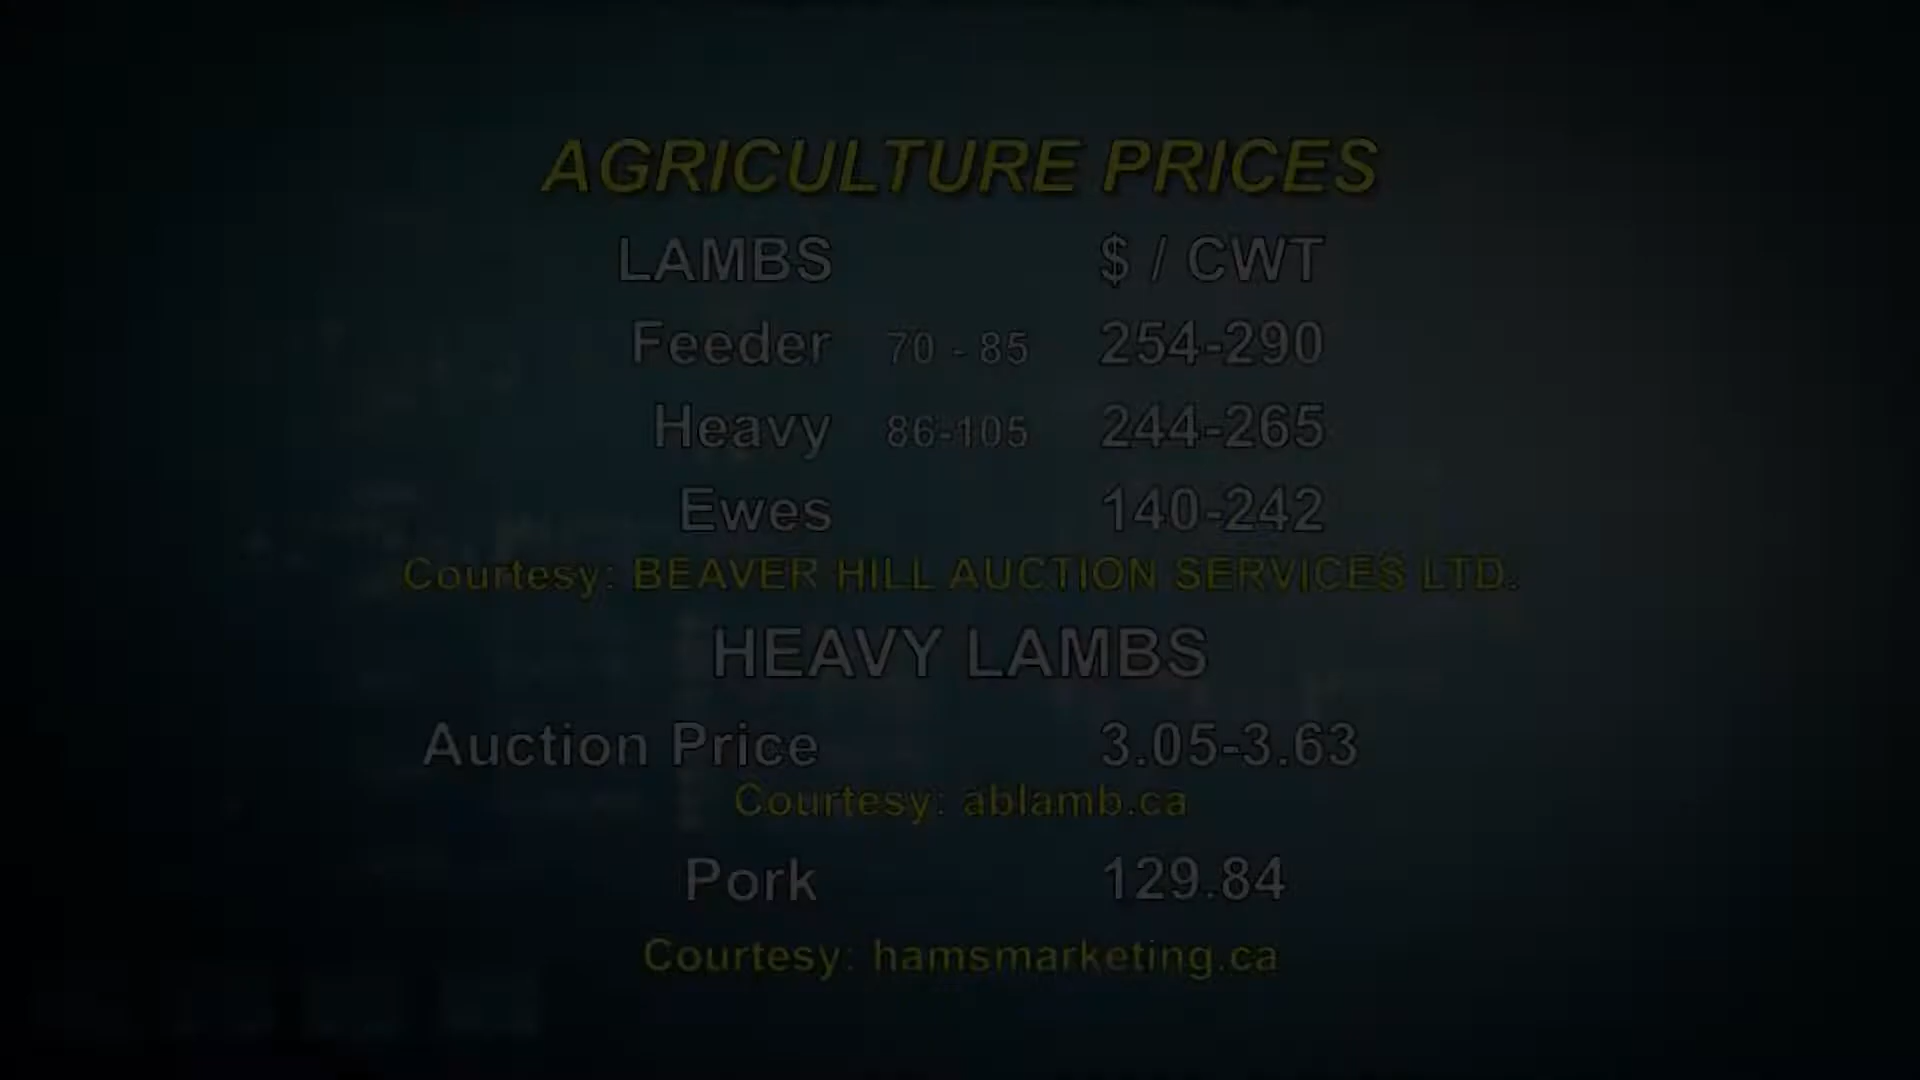 AGRICULTURE PRICES
LAMBS $ / CWT
Feeder 70 - 85 254-290
Heavy 86-105 244-265
Ewes 140-242
Courtesy: BEAVER HILL AUCTION SERVICES LTD.
HEAVY LAMBS
Auction Price 3.05-3.63
Courtesy: ablamb.ca
Pork 129.84
Courtesy: hamsmarketing.ca